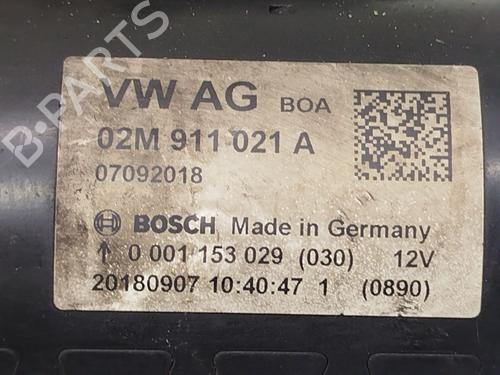 B-PARTS
VW AG BOA
02M 911 021 A
07092018
BOSCH Made in Germany
↑ 0 001 153 029 (030) 12V
20180907 10:40:47 1 (0890)